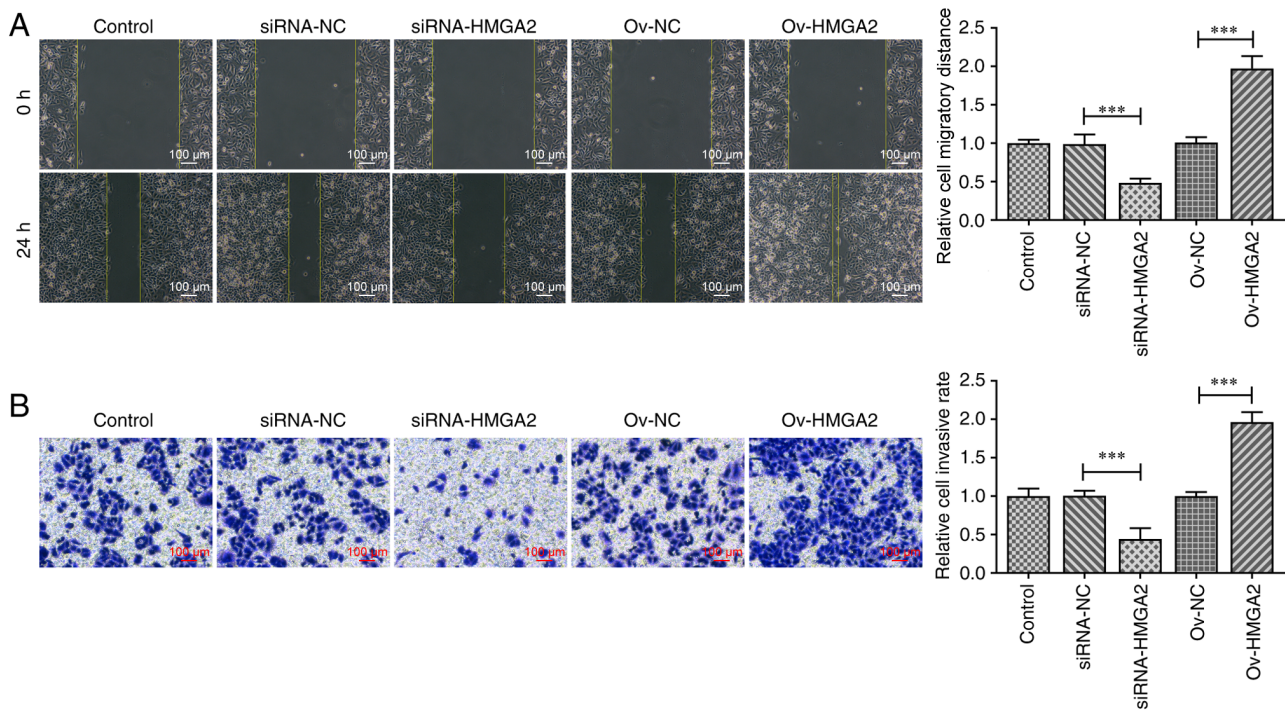 A
Control siRNA-NC siRNA-HMGA2 Ov-NC Ov-HMGA2
0 h
100 µm 100 µm 100 µm 100 µm 100 µm
24 h
100 µm 100 µm 100 µm 100 µm 100 µm
Relative cell migratory distance
2.5
2.0
1.5
1.0
0.5
0.0
***
***
Control
siRNA-NC
siRNA-HMGA2
Ov-NC
Ov-HMGA2
B
Control siRNA-NC siRNA-HMGA2 Ov-NC Ov-HMGA2
100 µm 100 µm 100 µm 100 µm 100 µm
Relative cell invasive rate
2.5
2.0
1.5
1.0
0.5
0.0
***
***
Control
siRNA-NC
siRNA-HMGA2
Ov-NC
Ov-HMGA2